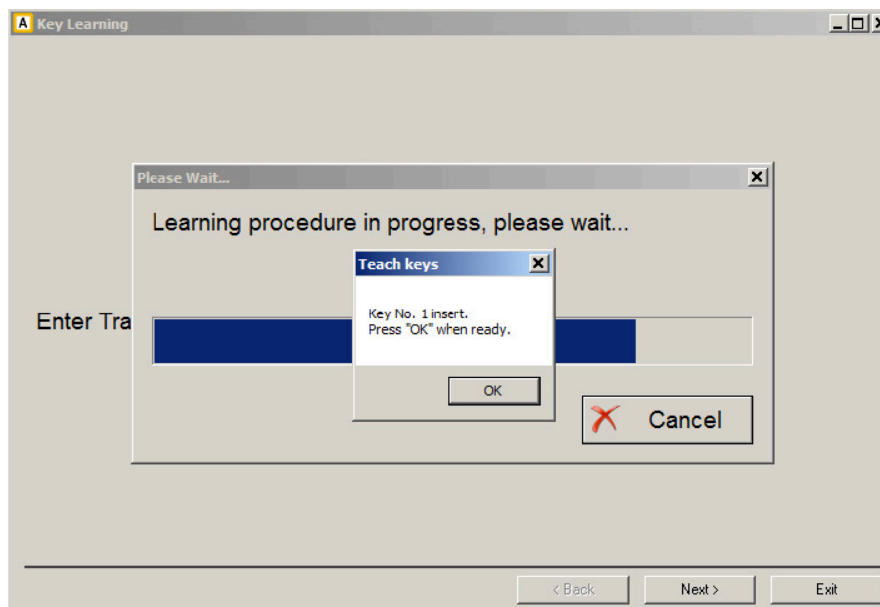 A Key Learning
Please Wait...
Learning procedure in progress, please wait...
Teach keys
Key No. 1 insert.
Press "OK" when ready.
Enter Tra
OK
Cancel
< Back
Next >
Exit